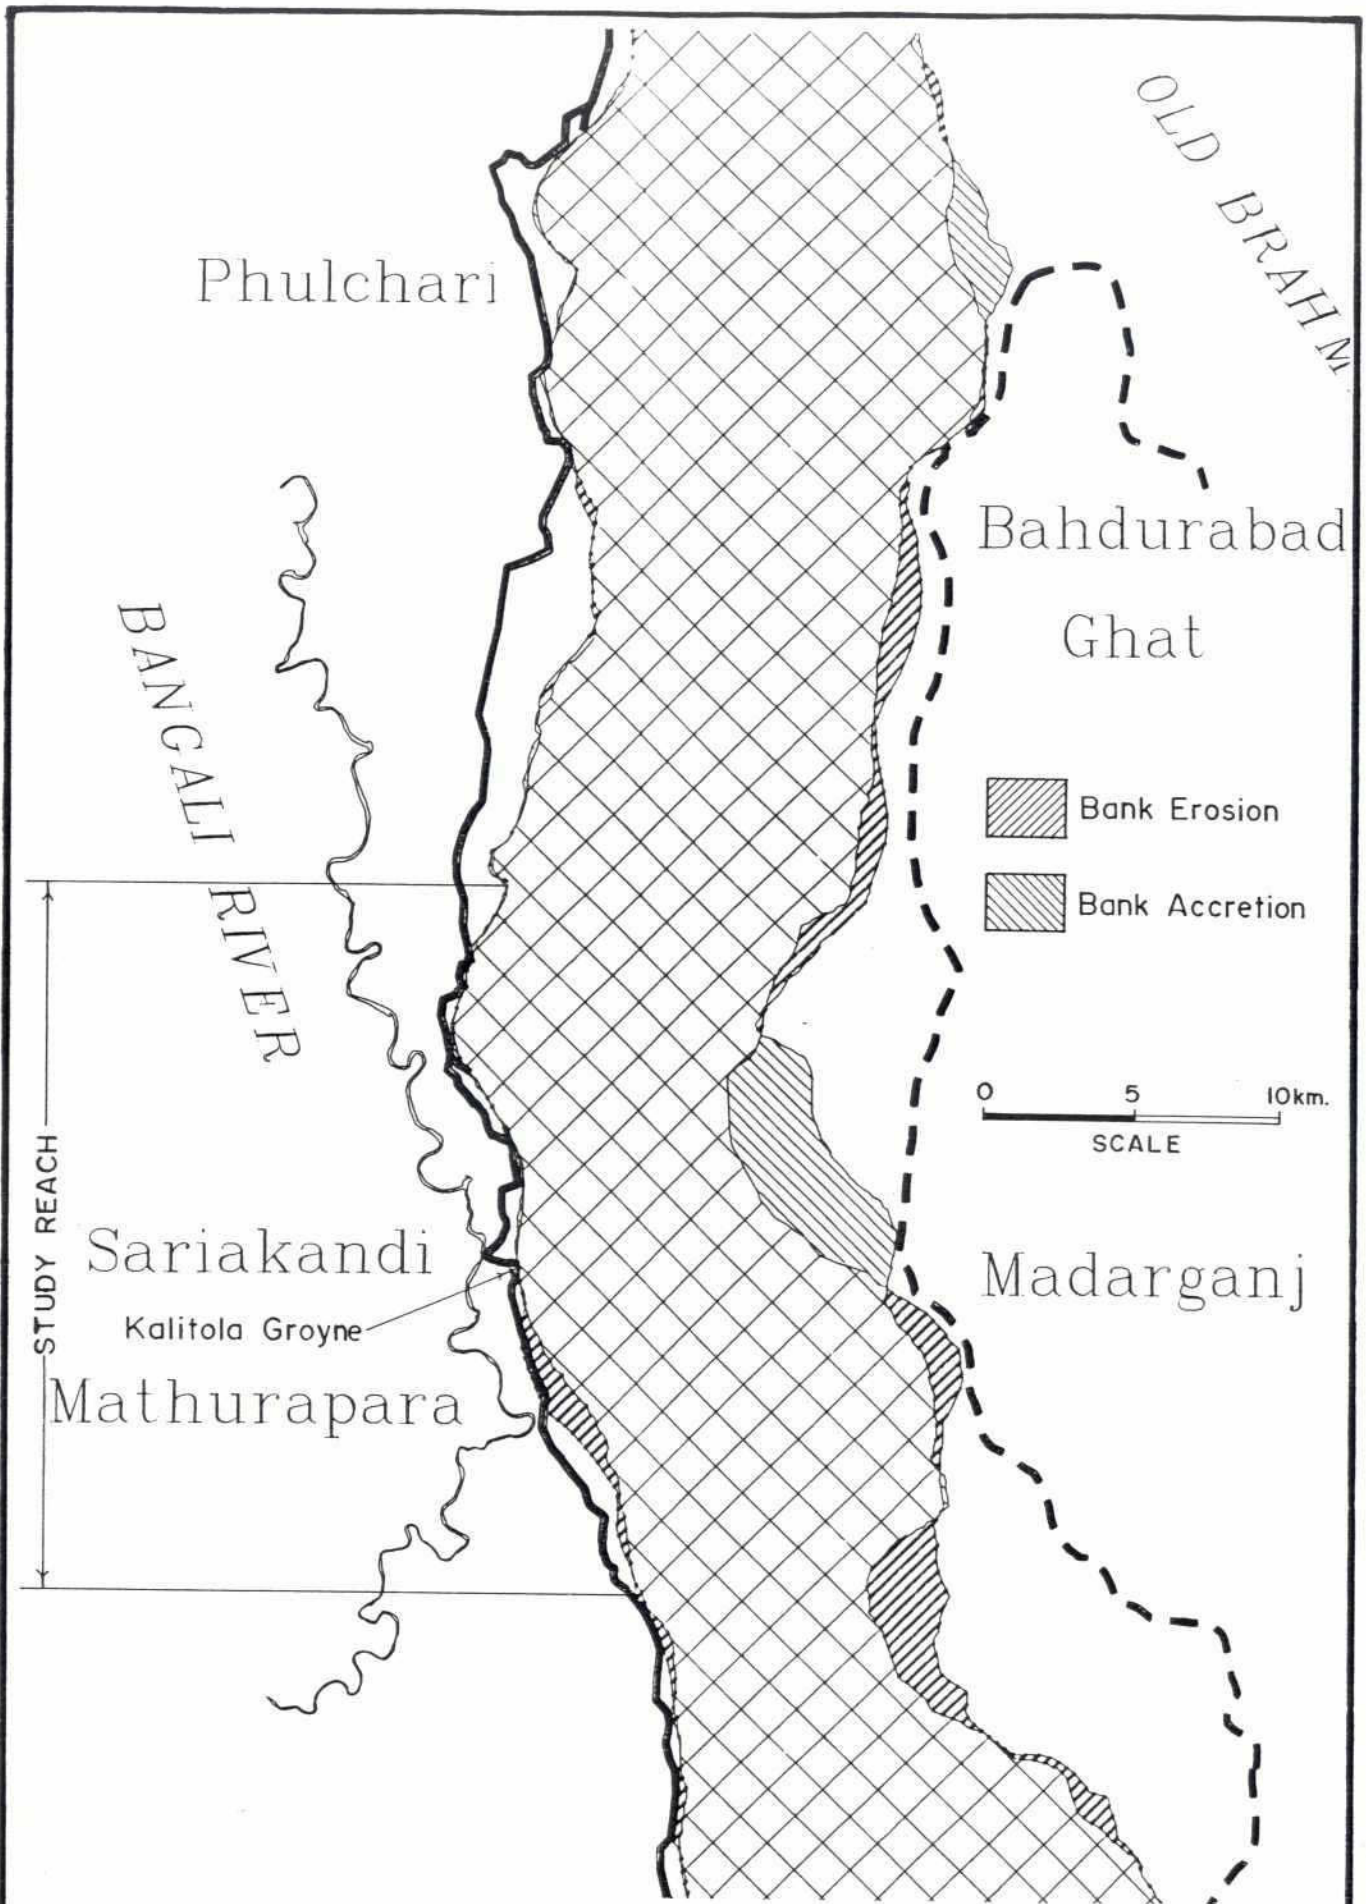 OLD BRAHM
Phulchari
Bahdurabad
Ghat
BANGALI RIVER
Bank Erosion
Bank Accretion
0 5 10km.
SCALE
STUDY REACH
Sariakandi
Madarganj
Kalitola Groyne
Mathurapara